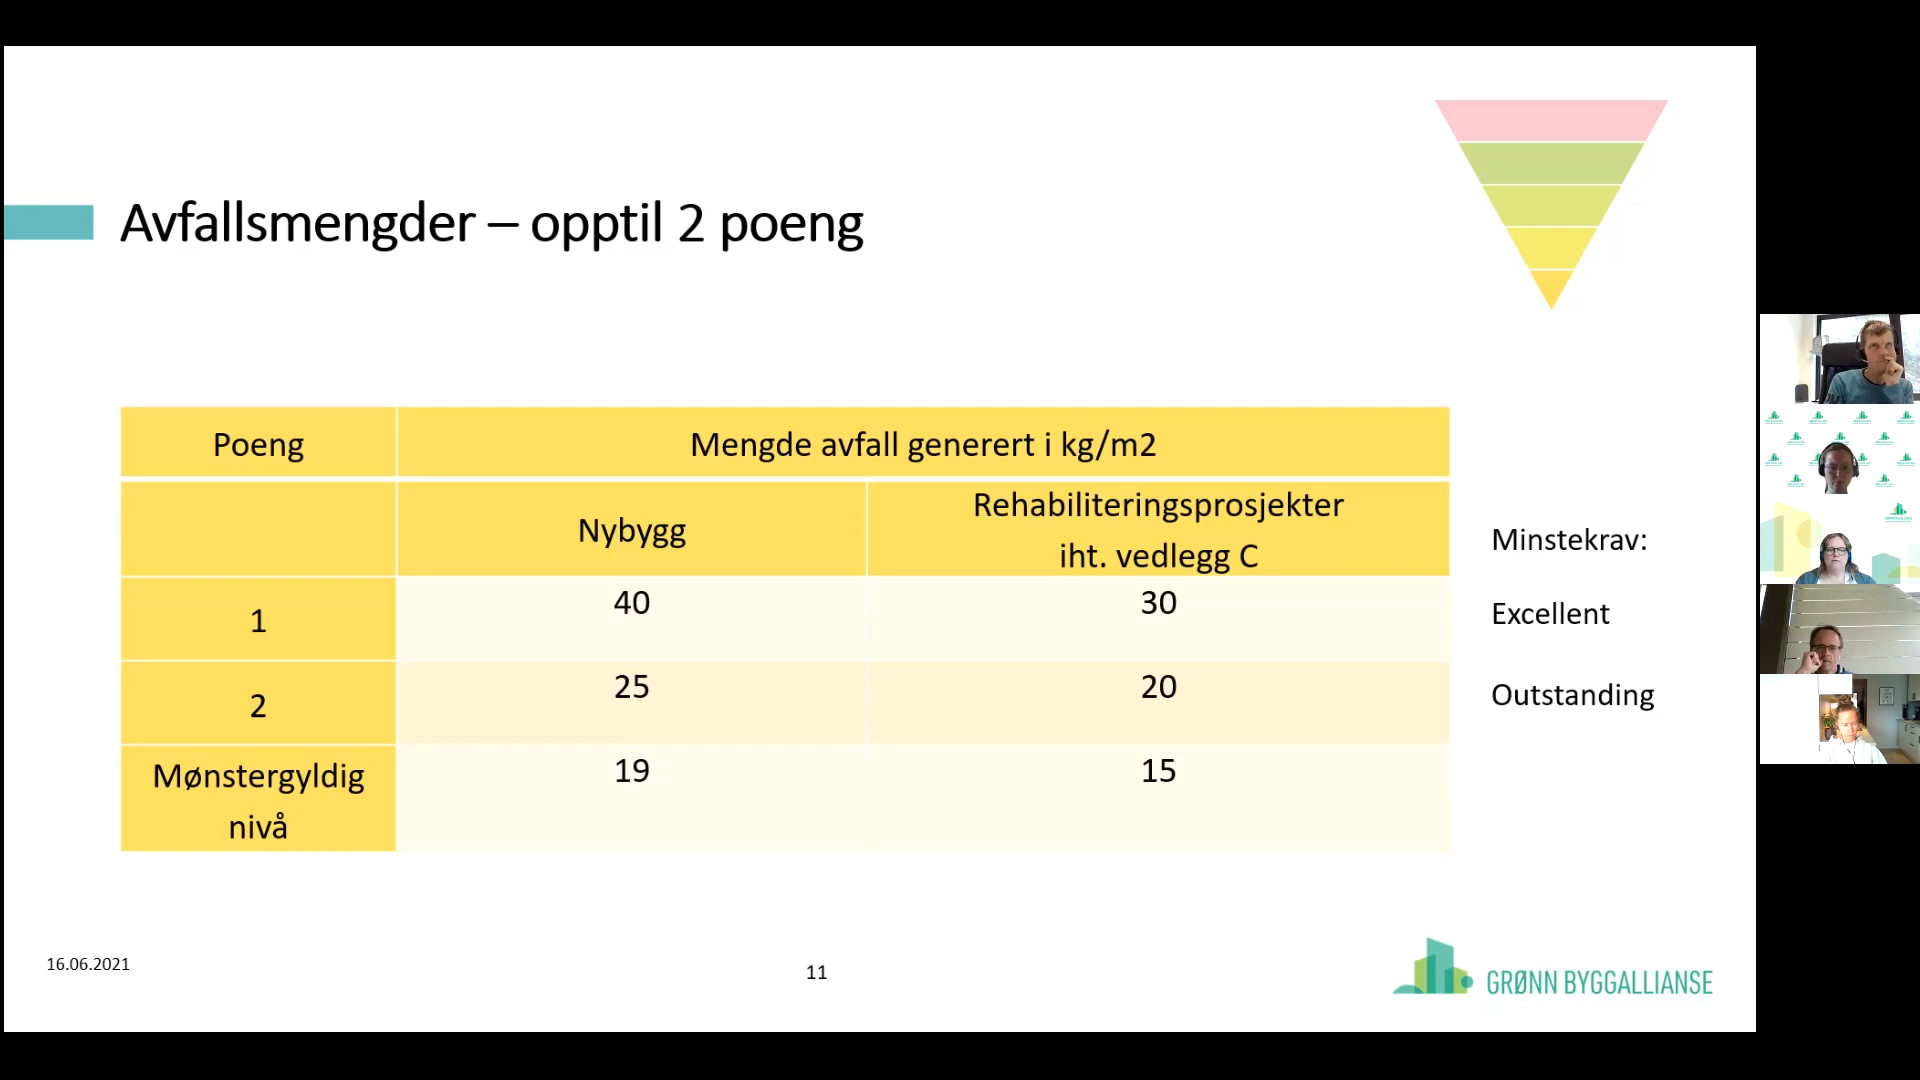 Avfallsmengder – opptil 2 poeng
Poeng
Mengde avfall generert i kg/m2
Nybygg
Rehabiliteringsprosjekter
iht. vedlegg C
Minstekrav:
1
40
30
Excellent
2
25
20
Outstanding
Mønstergyldig
nivå
19
15
16.06.2021
11
GRØNN BYGGALLIANSE